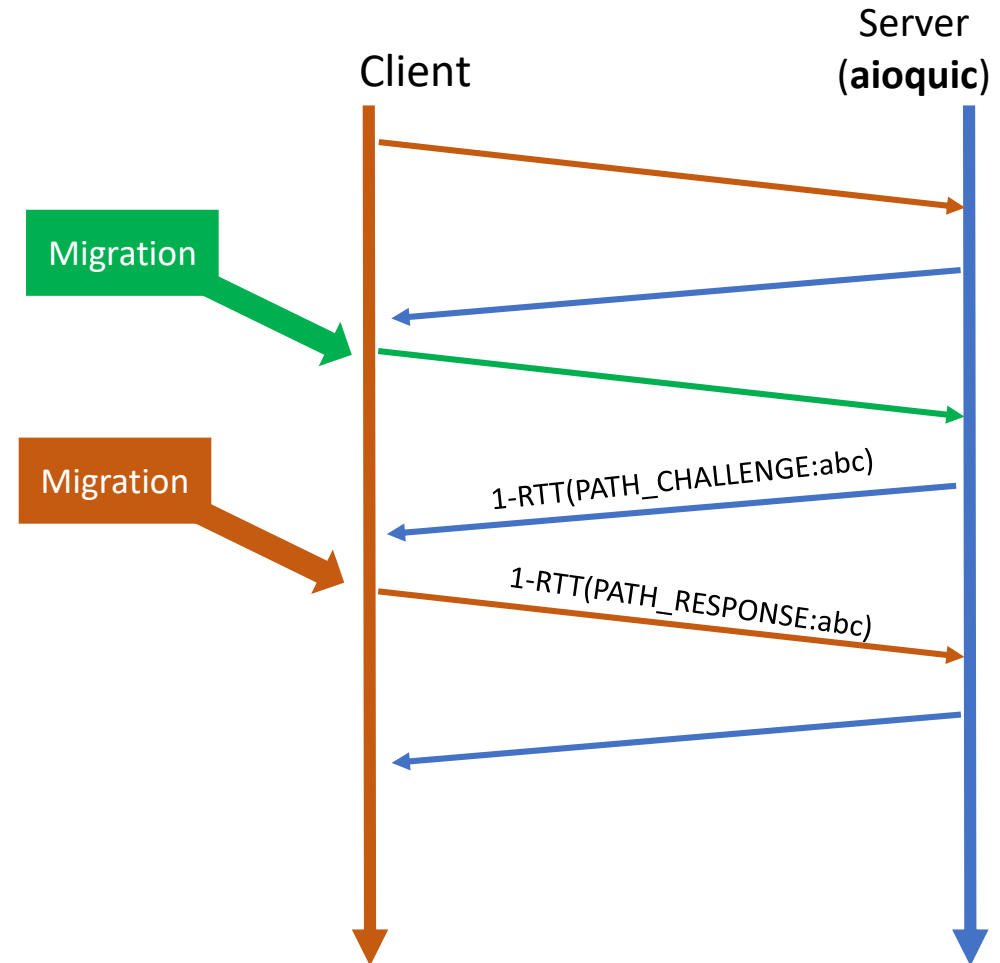 Server
(aioquic)
Client
Migration
Migration
1-RTT(PATH_CHALLENGE:abc)
1-RTT(PATH_RESPONSE:abc)